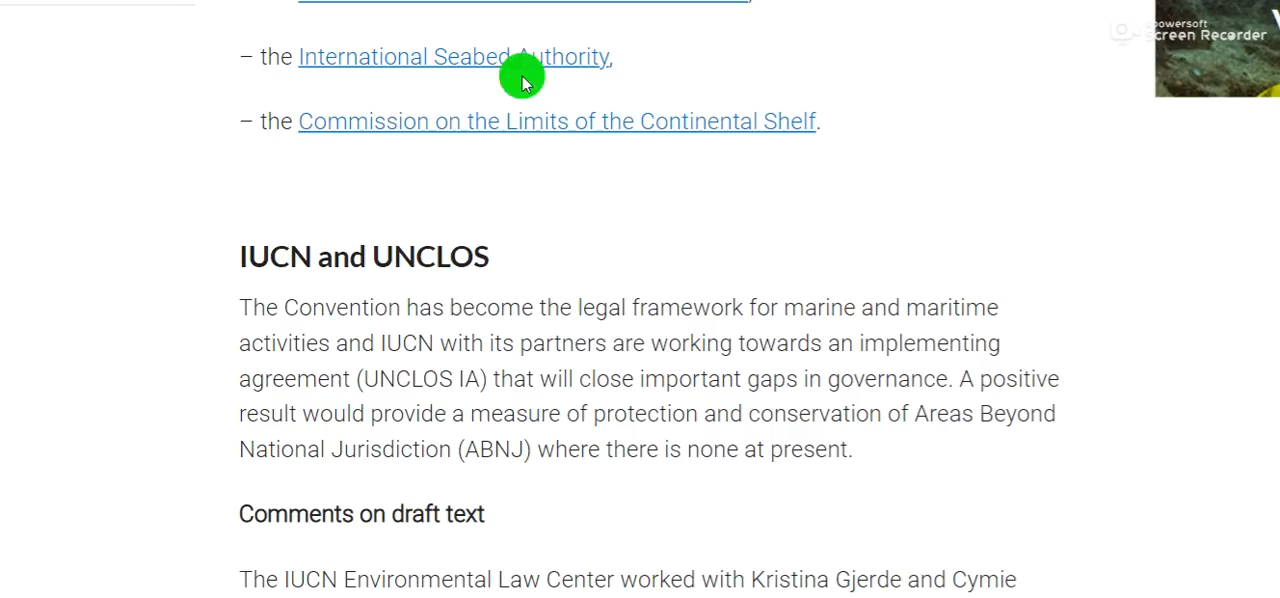 – the International Seabed Authority,
– the Commission on the Limits of the Continental Shelf.
IUCN and UNCLOS
The Convention has become the legal framework for marine and maritime
activities and IUCN with its partners are working towards an implementing
agreement (UNCLOS IA) that will close important gaps in governance. A positive
result would provide a measure of protection and conservation of Areas Beyond
National Jurisdiction (ABNJ) where there is none at present.
Comments on draft text
The IUCN Environmental Law Center worked with Kristina Gjerde and Cymie
Apowersoft
Screen Recorder